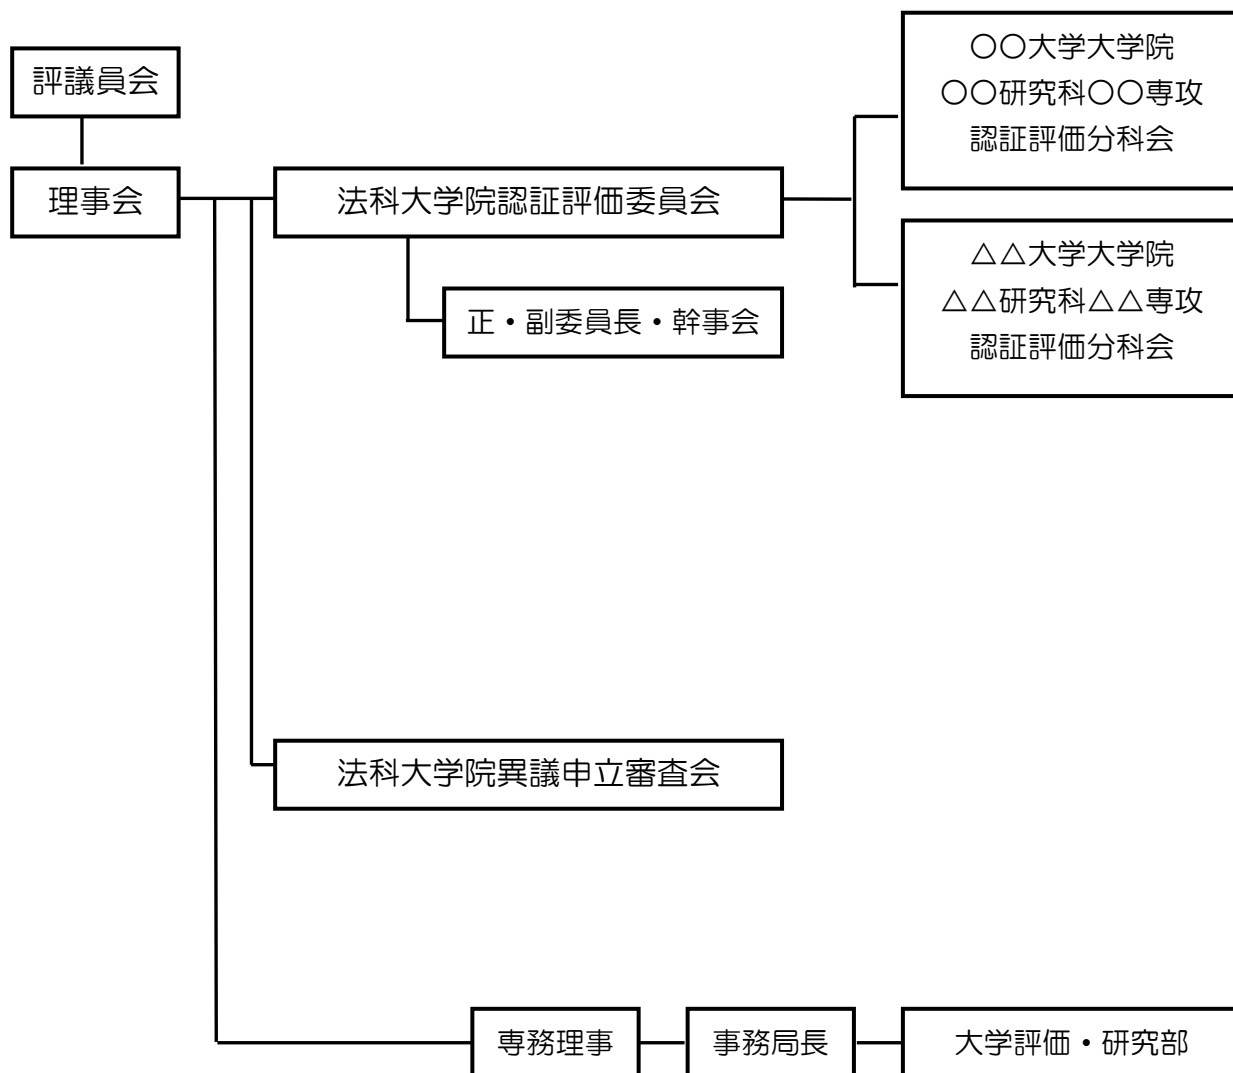 評議員会
理事会
法科大学院認証評価委員会
正・副委員長・幹事会
〇〇大学大学院
〇〇研究科〇〇専攻
認証評価分科会
△△大学大学院
△△研究科△△専攻
認証評価分科会
法科大学院異議申立審査会
専務理事
事務局長
大学評価・研究部